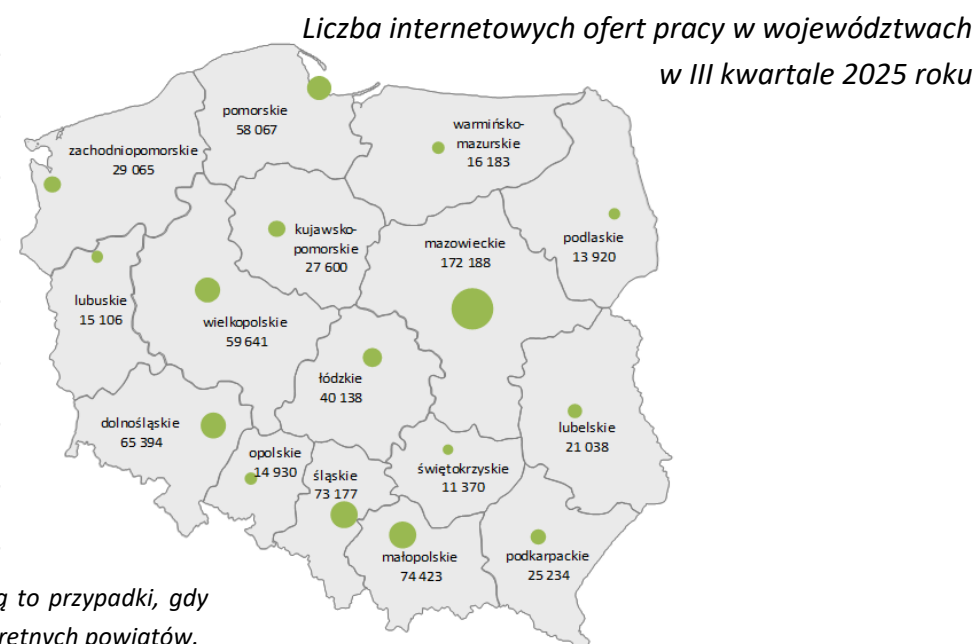 Liczba internetowych ofert pracy w województwach
w III kwartale 2025 roku
pomorskie
58 067
warmińsko-
mazurskie
16 183
zachodniopomorskie
29 065
kujawsko-
pomorskie
27 600
mazowieckie
172 188
podlaskie
13 920
lubuskie
15 106
wielkopolskie
59 641
łódzkie
40 138
dolnośląskie
65 394
lubelskie
21 038
opolskie
14 930
śląskie
73 177
świętokrzyskie
11 370
małopolskie
74 423
podkarpackie
25 234
to przypadki, gdy
powiatów.